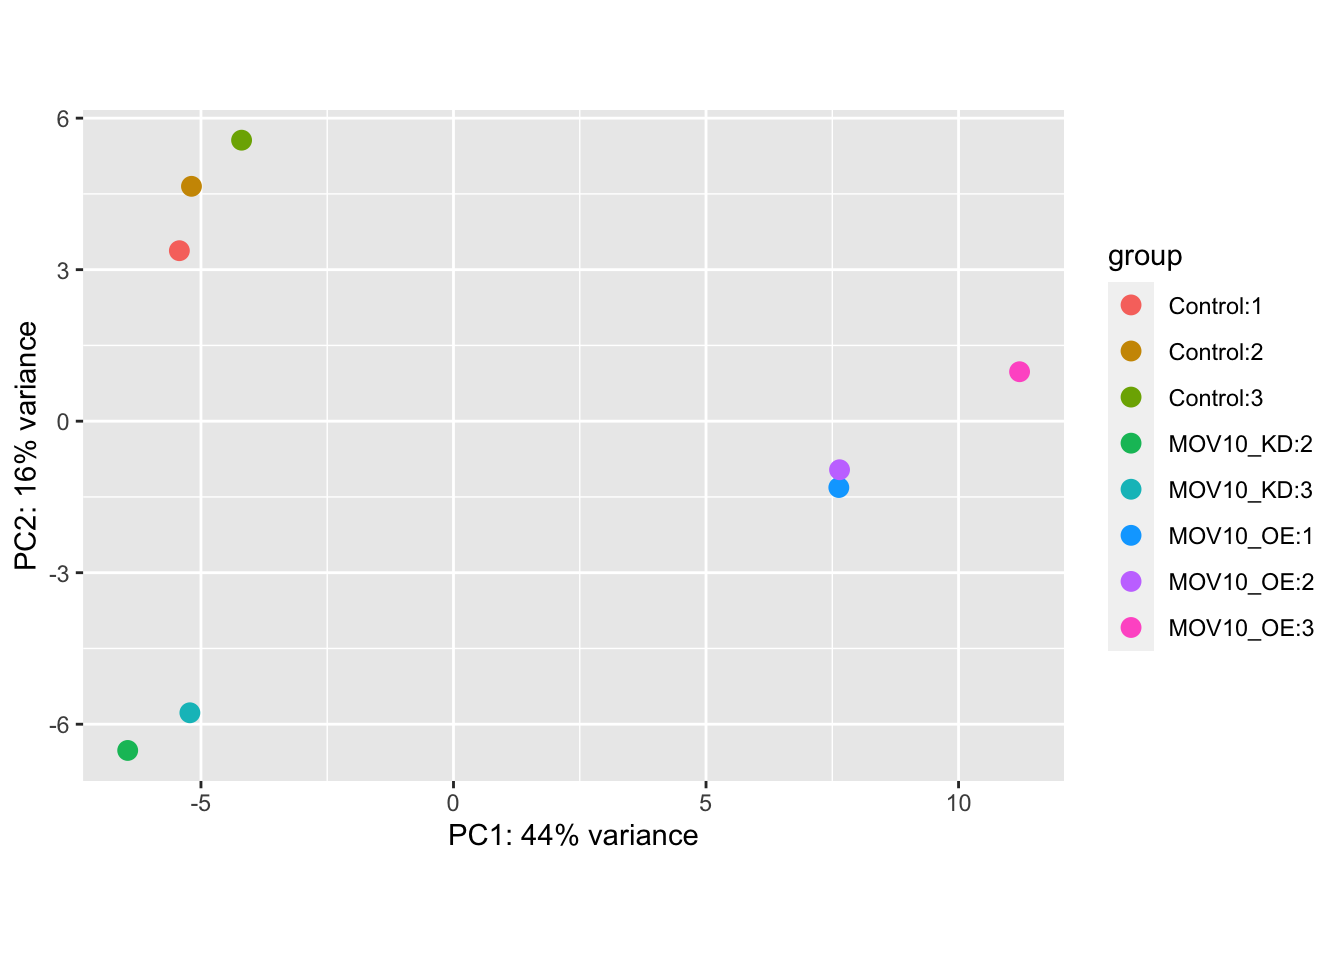 6
3
0
-3
-6
-5
0
5
10
PC1: 44% variance
PC2: 16% variance
group
Control:1
Control:2
Control:3
MOV10_KD:2
MOV10_KD:3
MOV10_OE:1
MOV10_OE:2
MOV10_OE:3